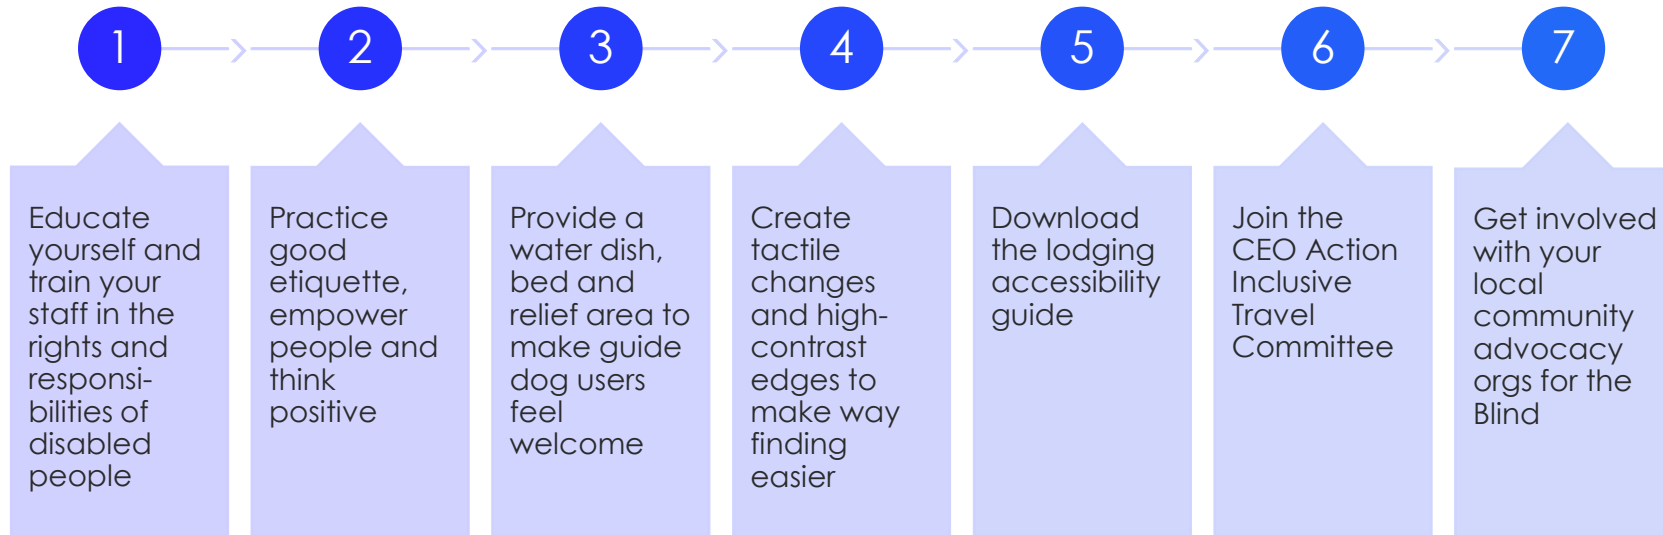 1
2
3
4
5
6
7
Educate
yourself and
train your
staff in the
rights and
responsi-
bilities of
disabled
people
Practice
good
etiquette,
empower
people and
think
positive
Provide a
water dish,
bed and
relief area to
make guide
dog users
feel
welcome
Create
tactile
changes
and high-
contrast
edges to
make way
finding
easier
Download
the lodging
accessibility
guide
Join the
CEO Action
Inclusive
Travel
Committee
Get involved
with your
local
community
advocacy
orgs for the
Blind